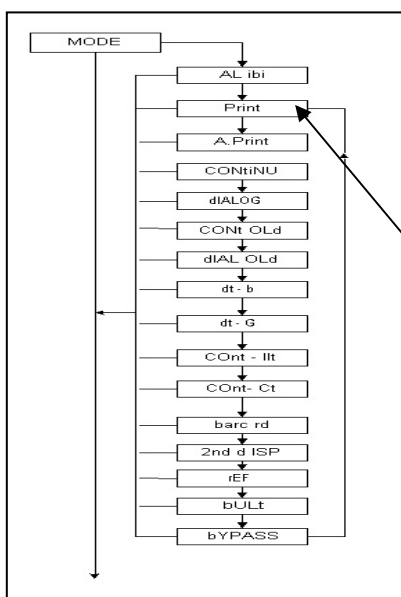 MODE
AL ibi
Print
A.Print
CONtiNU
dIALOG
CONt OLd
dIAL OLd
dt - b
dt - G
COnt - IIt
COnt- Ct
barc rd
2nd d ISP
rEF
bULt
bYPASS